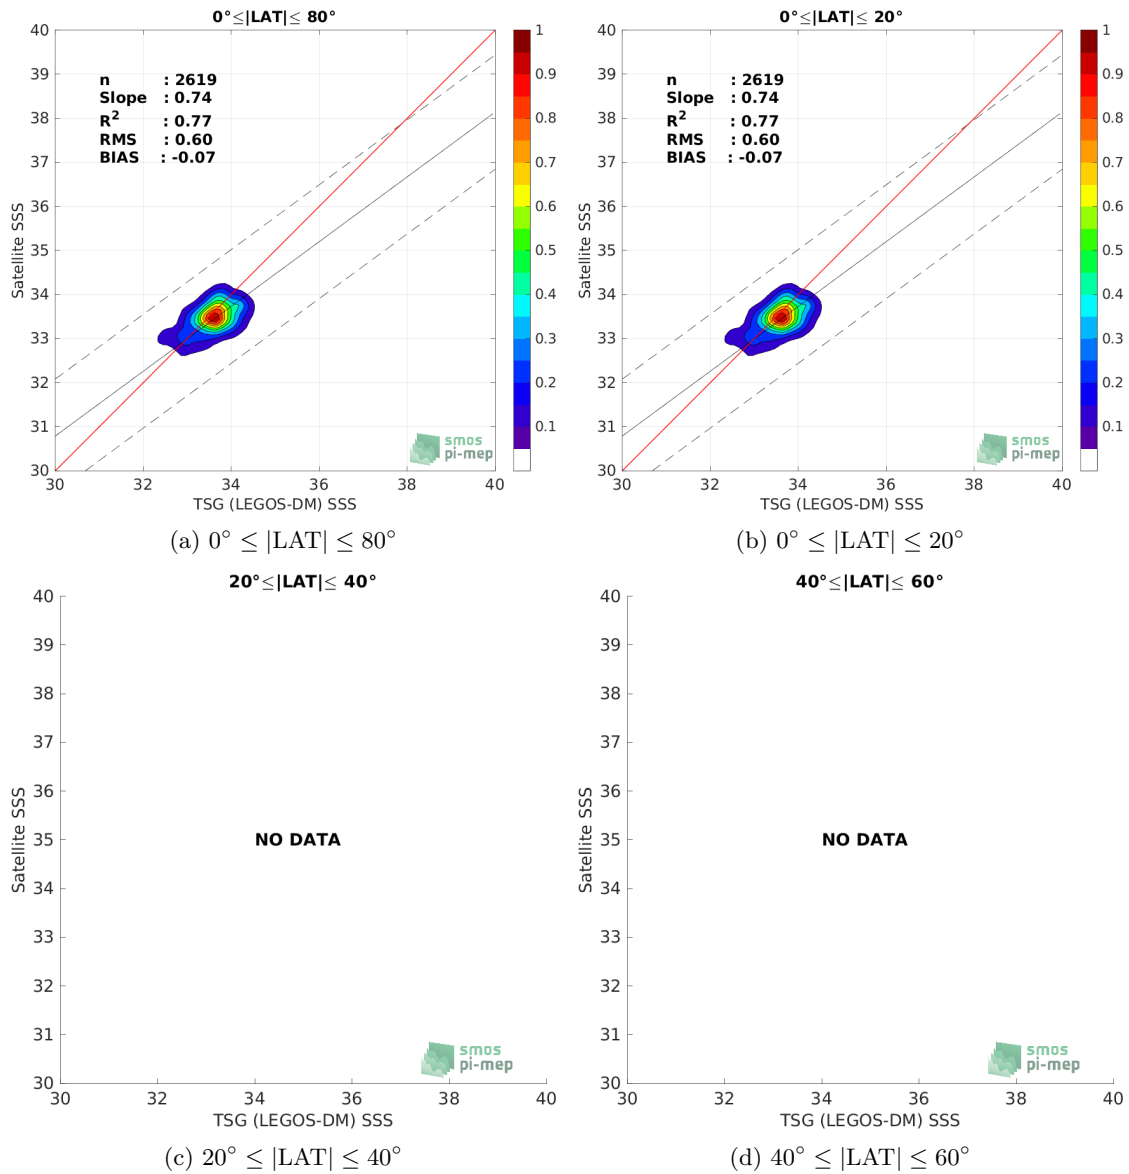 0°≤|LAT|≤ 80°
40
39
38
37
36
35
34
33
32
31
30
Satellite SSS
n : 2619
Slope : 0.74
R² : 0.77
RMS : 0.60
BIAS : -0.07
smos
pi-mep
30 32 34 36 38 40
TSG (LEGOS-DM) SSS
1
0.9
0.8
0.7
0.6
0.5
0.4
0.3
0.2
0.1
(a) 0° ≤ |LAT| ≤ 80°
0°≤|LAT|≤ 20°
40
39
38
37
36
35
34
33
32
31
30
Satellite SSS
n : 2619
Slope : 0.74
R² : 0.77
RMS : 0.60
BIAS : -0.07
smos
pi-mep
30 32 34 36 38 40
TSG (LEGOS-DM) SSS
1
0.9
0.8
0.7
0.6
0.5
0.4
0.3
0.2
0.1
(b) 0° ≤ |LAT| ≤ 20°
20°≤|LAT|≤ 40°
40
39
38
37
36
35
34
33
32
31
30
Satellite SSS
NO DATA
smos
pi-mep
30 32 34 36 38 40
TSG (LEGOS-DM) SSS
(c) 20° ≤ |LAT| ≤ 40°
40°≤|LAT|≤ 60°
40
39
38
37
36
35
34
33
32
31
30
Satellite SSS
NO DATA
smos
pi-mep
30 32 34 36 38 40
TSG (LEGOS-DM) SSS
(d) 40° ≤ |LAT| ≤ 60°